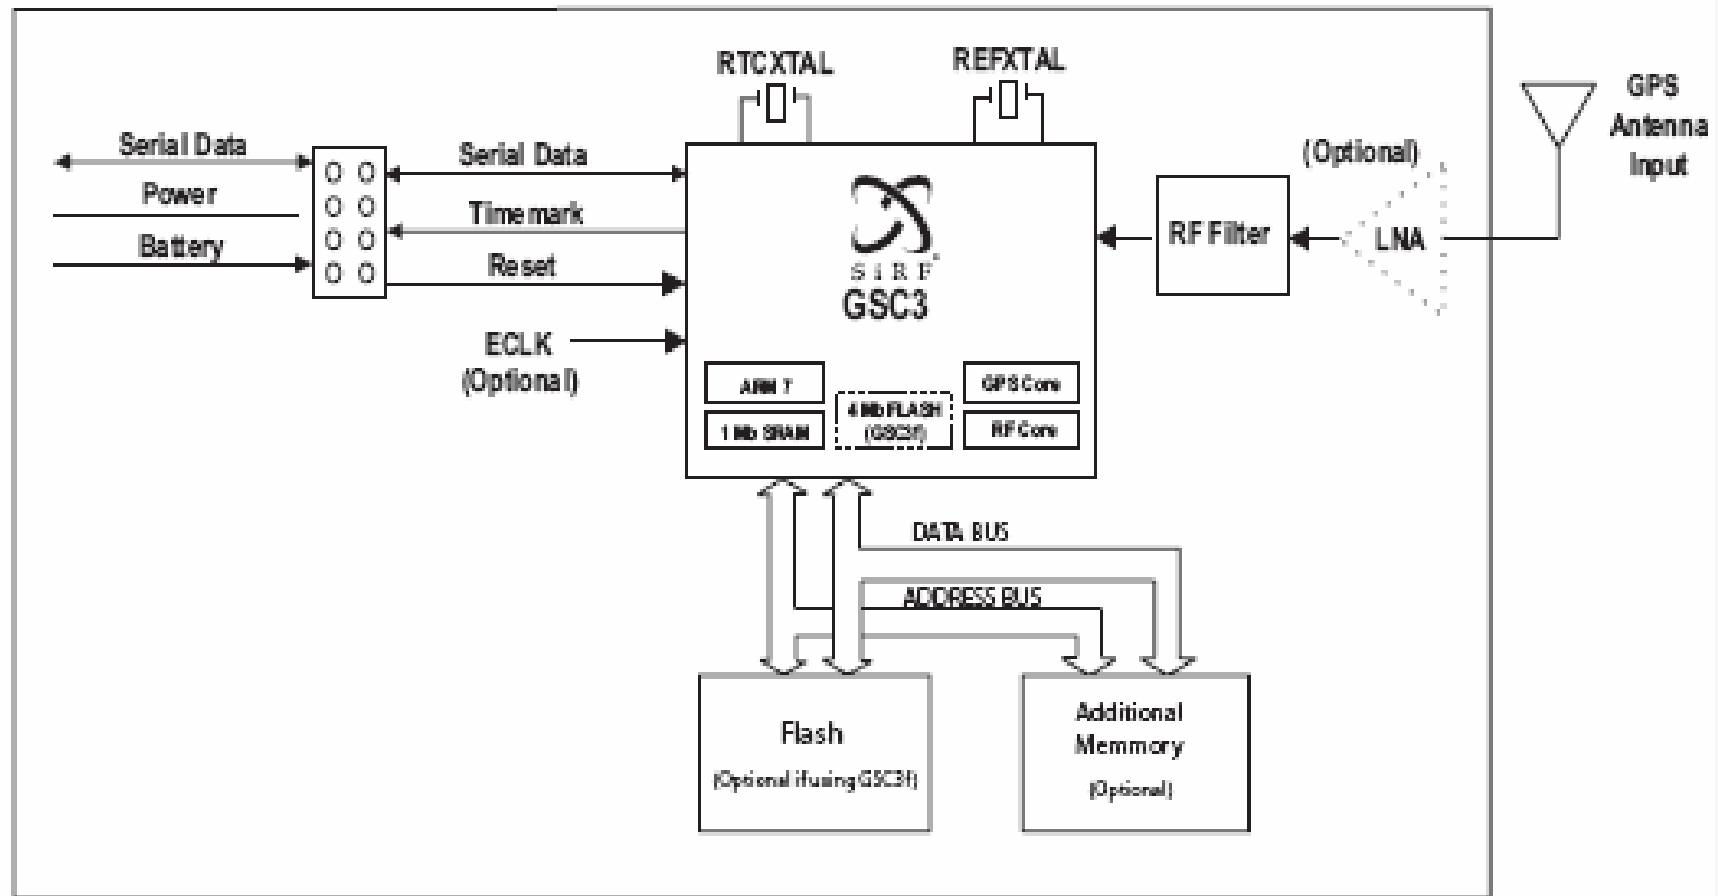 RTCXTAL
REFXTAL
GPS
Antenna
Input
Serial Data
Power
Battery
Serial Data
Timemark
Reset
ECLK
(Optional)
SiRF
GSC3
RF Filter
(Optional)
LNA
ARM 7
1 Mb SRAM
4 Mb FLASH
(GSC3f)
GPS Core
RF Core
DATA BUS
ADDRESS BUS
Flash
(Optional if using GSC3f)
Additional
Memmory
(Optional)